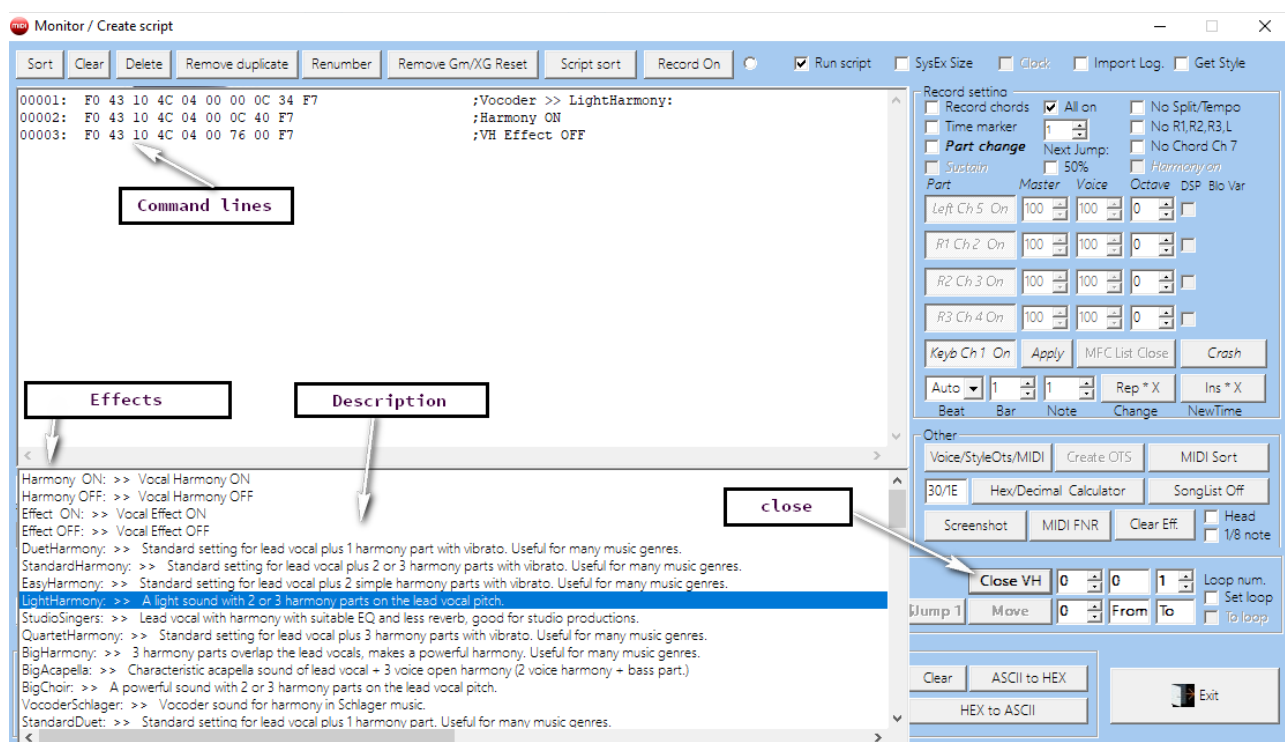 Monitor / Create script
Sort Clear Delete Remove duplicate Renumber Remove Gm/XG Reset Script sort Record On Run script SysEx Size Clock Import Log. Get Style
00001: F0 43 10 4C 04 00 00 0C 34 F7 ;Vocoder >> LightHarmony:
00002: F0 43 10 4C 04 00 0C 40 F7 ;Harmony ON
00003: F0 43 10 4C 04 00 76 00 F7 ;VH Effect OFF
Command lines
Effects
Description
Harmony ON: >> Vocal Harmony ON
Harmony OFF: >> Vocal Harmony OFF
Effect ON: >> Vocal Effect ON
Effect OFF: >> Vocal Effect OFF
DuetHarmony: >> Standard setting for lead vocal plus 1 harmony part with vibrato. Useful for many music genres.
StandardHarmony: >> Standard setting for lead vocal plus 2 or 3 harmony parts with vibrato. Useful for many music genres.
EasyHarmony: >> Standard setting for lead vocal plus 2 simple harmony parts with vibrato. Useful for many music genres.
LightHarmony: >> A light sound with 2 or 3 harmony parts on the lead vocal pitch.
StudioSingers: >> Lead vocal with harmony with suitable EQ and less reverb, good for studio productions.
QuartetHarmony: >> Standard setting for lead vocal plus 3 harmony parts with vibrato. Useful for many music genres.
BigHarmony: >> 3 harmony parts overlap the lead vocals, makes a powerful harmony. Useful for many music genres.
BigAcapella: >> Characteristic acapella sound of lead vocal + 3 voice open harmony (2 voice harmony + bass part.)
BigChoir: >> A powerful sound with 2 or 3 harmony parts on the lead vocal pitch.
VocoderSchlager: >> Vocoder sound for harmony in Schlager music.
StandardDuet: >> Standard setting for lead vocal plus 1 harmony part. Useful for many music genres.
Record setting
Record chords All on No Split/Tempo
Time marker 1 No R1,R2,R3,L
Part change Next Jump: No Chord Ch 7
Sustain 50% Harmony on
Part Master Voice Octave DSP Blo Var
Left Ch 5 On 100 100 0
R1 Ch 2 On 100 100 0
R2 Ch 3 On 100 100 0
R3 Ch 4 On 100 100 0
Keyb Ch 1 On Apply MFC List Close Crash
Auto 1 1 Rep * X Ins * X
Beat Bar Note Change NewTime
Other
Voice/StyleOts/MIDI Create OTS MIDI Sort
30/1E Hex/Decimal Calculator SongList Off
close
Screenshot MIDI FNR Clear Eff. Head
1/8 note
Close VH 0 0 1 Loop num.
Set loop
Jump 1 Move 0 From To To loop
Clear ASCII to HEX
HEX to ASCII
Exit